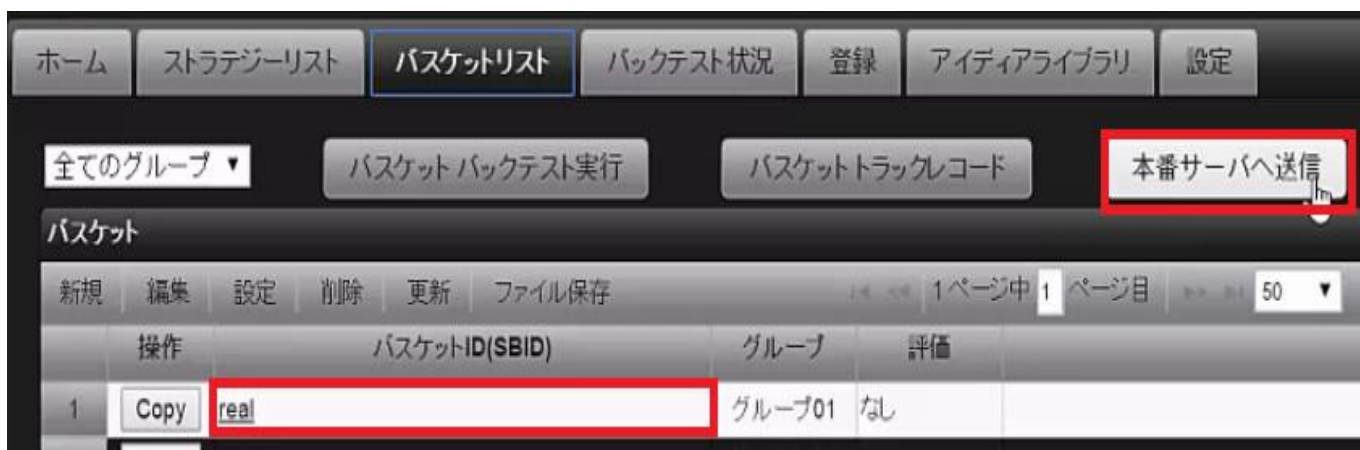 ホーム ストラテジーリスト バスケットリスト バックテスト状況 登録 アイディアライブラリ 設定
全てのグループ ▼ バスケット バックテスト実行 バスケット トラックレコード 本番サーバへ送信
バスケット
新規 編集 設定 削除 更新 ファイル保存 1ページ中 1 ページ目 50 ▼
操作 バスケットID(SBID) グループ 評価
1 Copy real グループ01 なし